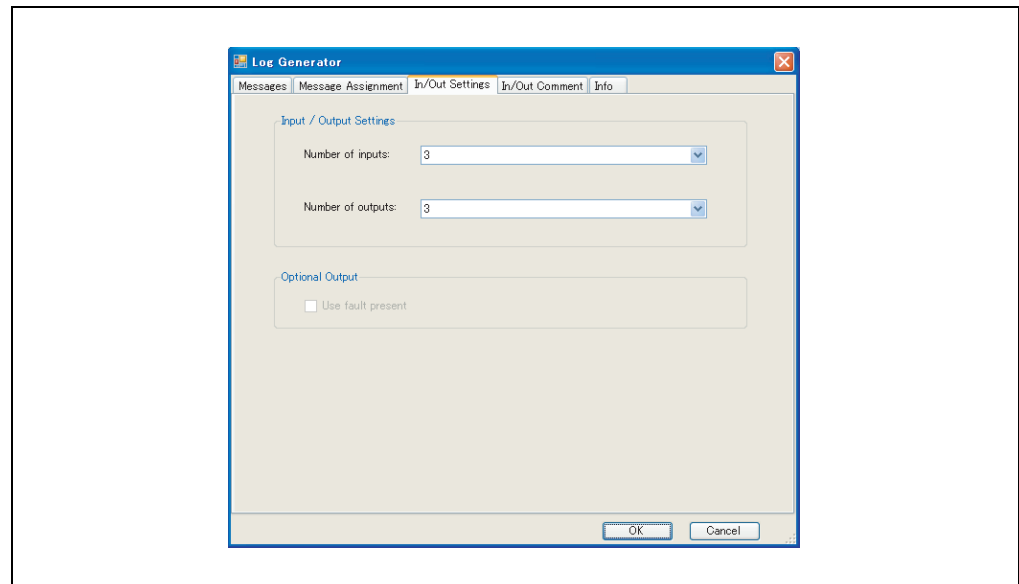 Log Generator
Messages Message Assignment In/Out Settings In/Out Comment Info
Input / Output Settings
Number of inputs: 3
Number of outputs: 3
Optional Output
Use fault present
OK Cancel